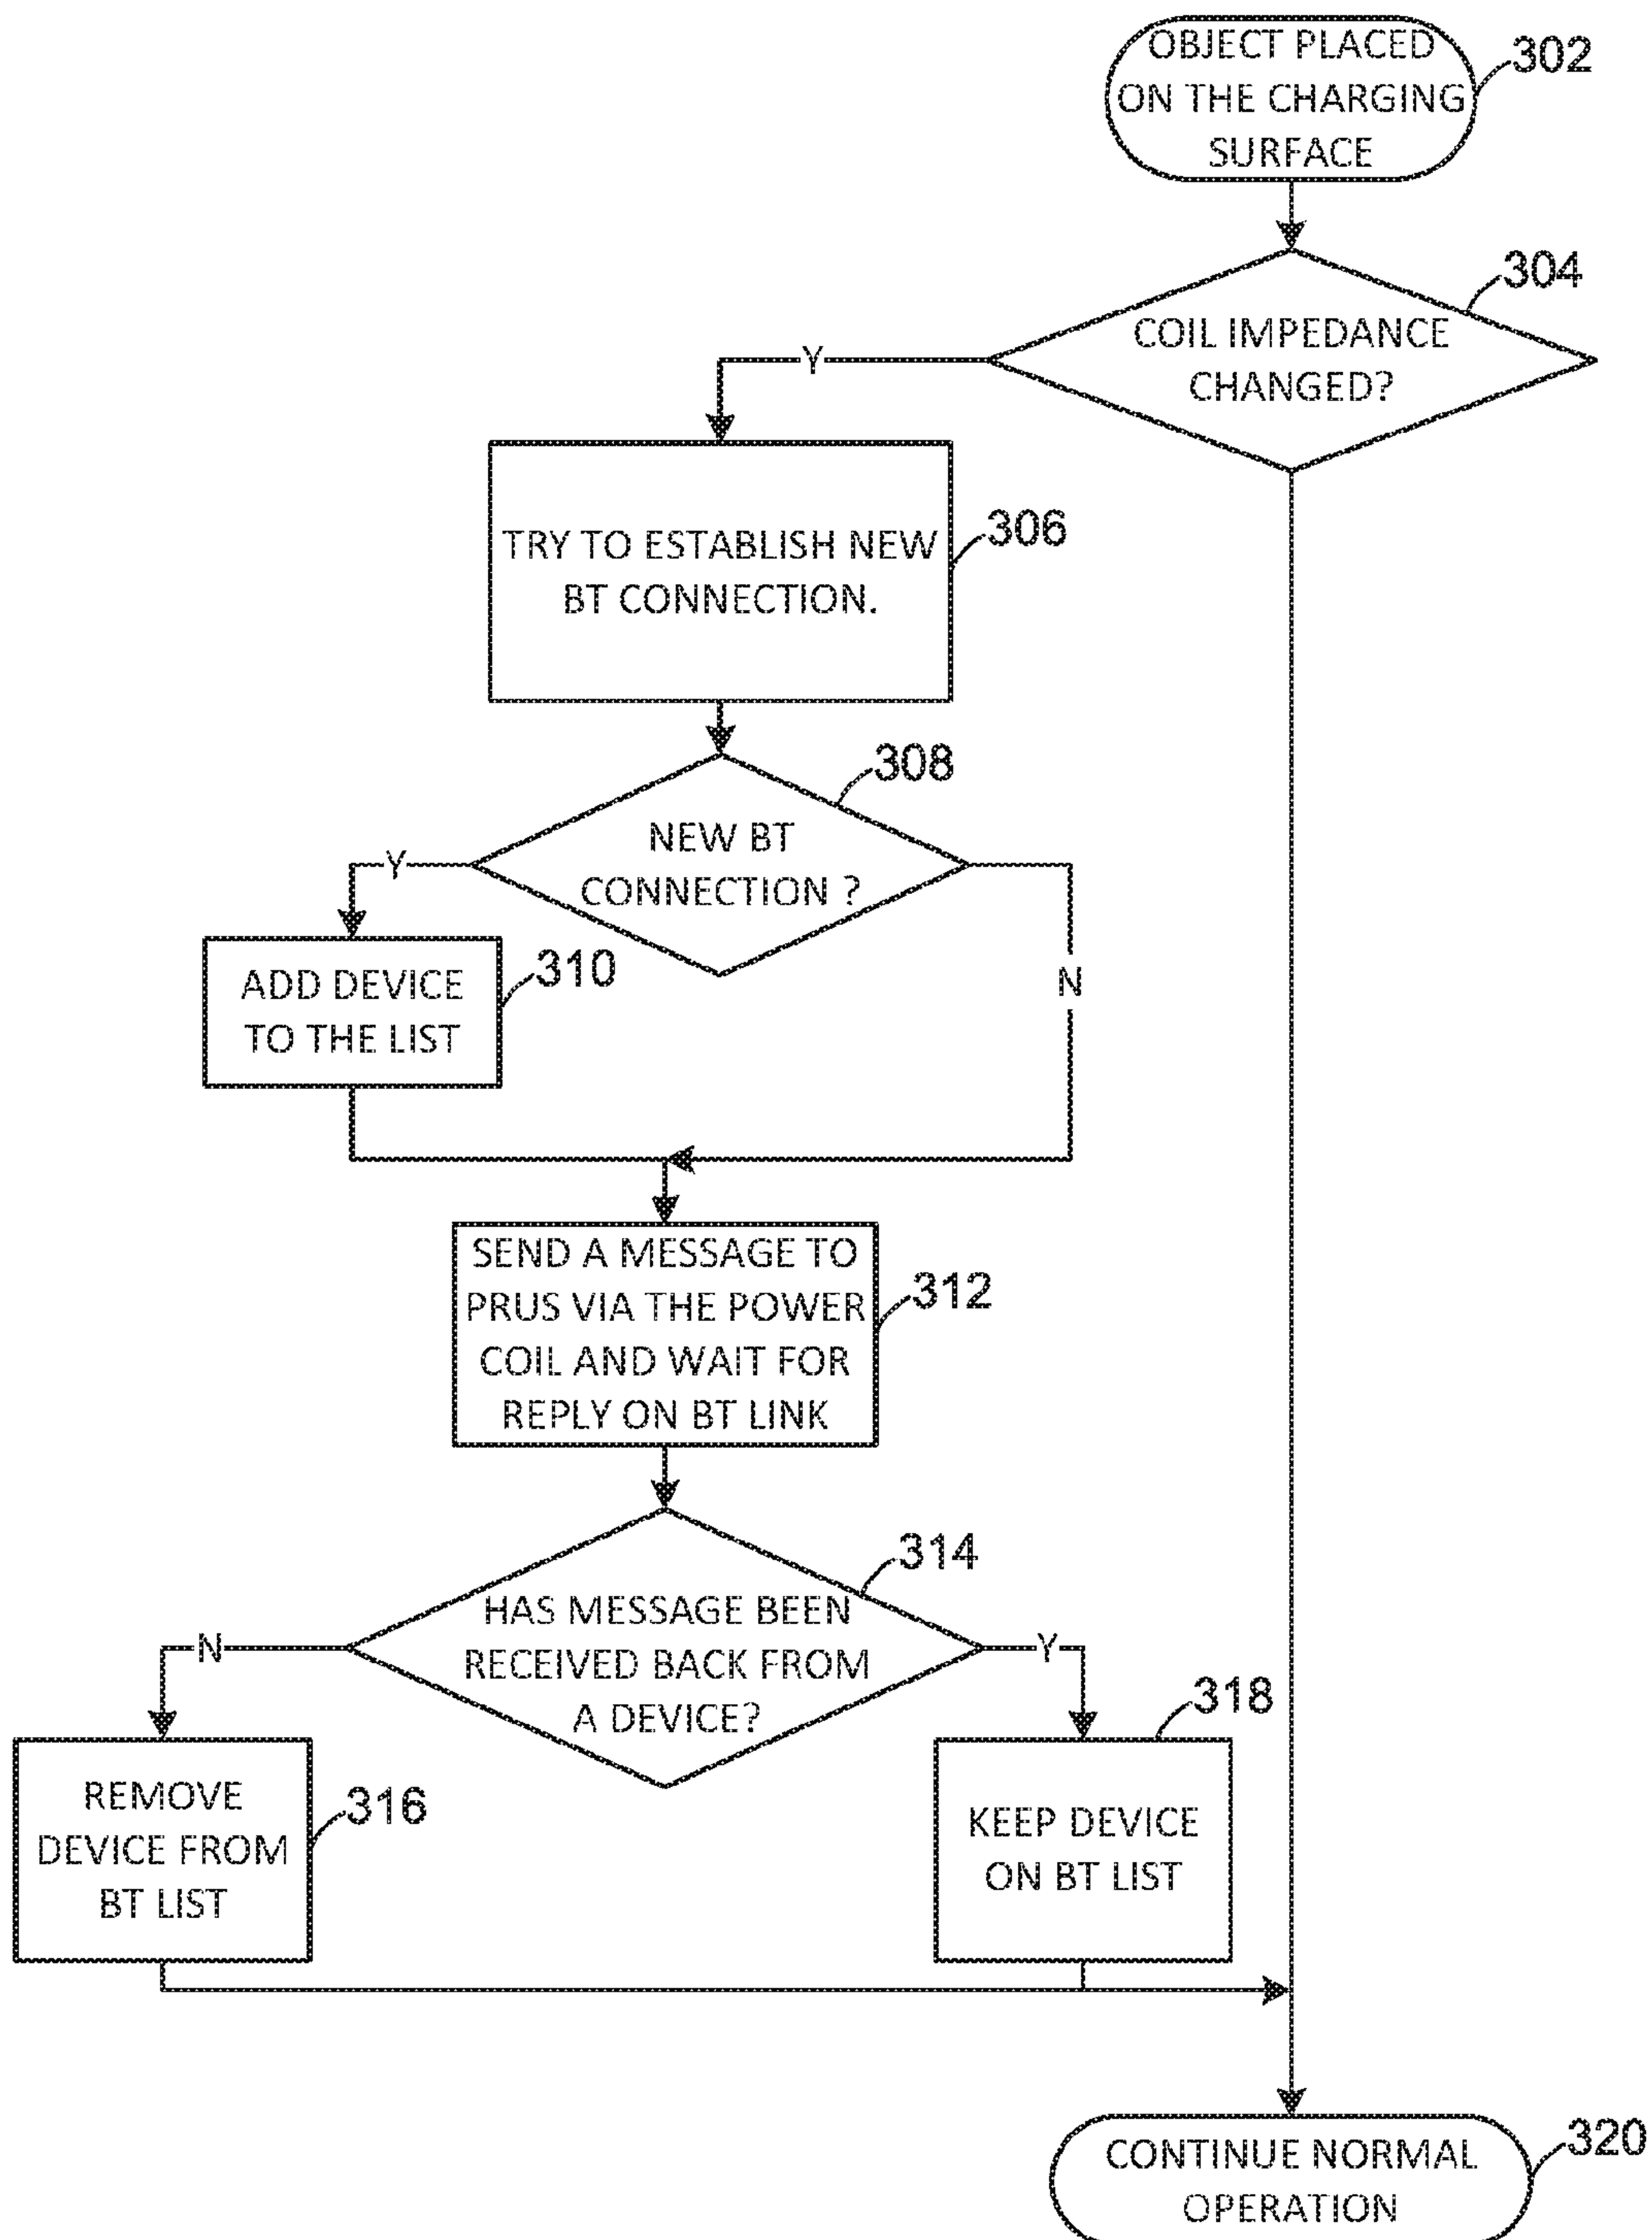 OBJECT PLACED
ON THE CHARGING
SURFACE
302
304
COIL IMPEDANCE
CHANGED?
Y
TRY TO ESTABLISH NEW
BT CONNECTION.
306
308
NEW BT
CONNECTION ?
Y
N
ADD DEVICE
TO THE LIST
310
SEND A MESSAGE TO
PRUS VIA THE POWER
COIL AND WAIT FOR
REPLY ON BT LINK
312
314
HAS MESSAGE BEEN
RECEIVED BACK FROM
A DEVICE?
N
Y
REMOVE
DEVICE FROM
BT LIST
316
318
KEEP DEVICE
ON BT LIST
CONTINUE NORMAL
OPERATION
320